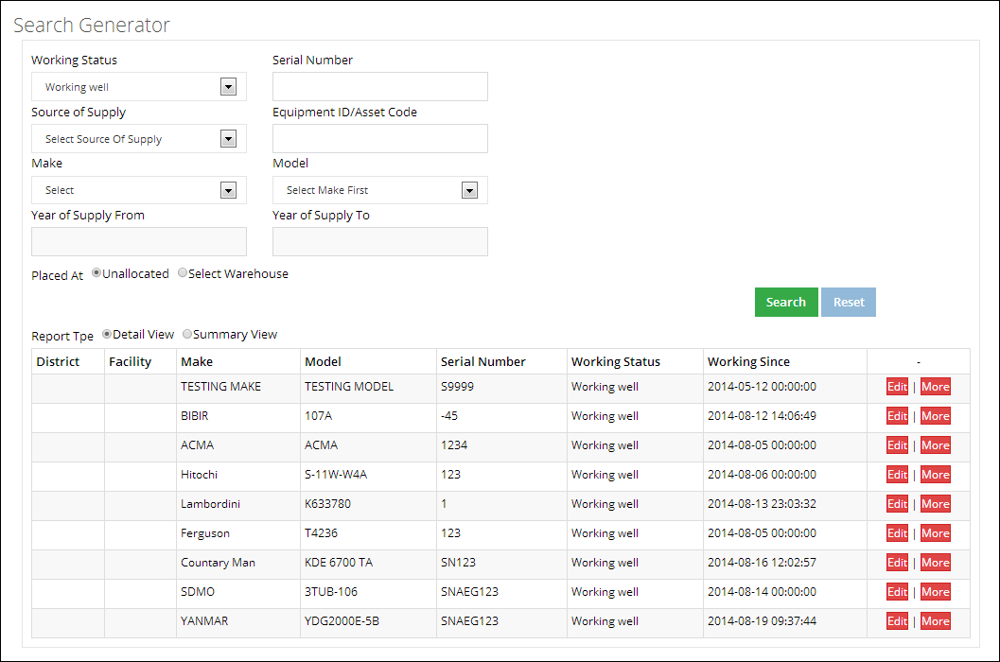 Search Generator
Working Status Serial Number
Working well
Source of Supply Equipment ID/Asset Code
Select Source Of Supply
Make Model
Select Select Make First
Year of Supply From Year of Supply To
Placed At Unallocated Select Warehouse
Search Reset
Report Tpe Detail View Summary View
District Facility Make Model Serial Number Working Status Working Since -
TESTING MAKE TESTING MODEL S9999 Working well 2014-05-12 00:00:00 Edit | More
BIBIR 107A -45 Working well 2014-08-12 14:06:49 Edit | More
ACMA ACMA 1234 Working well 2014-08-05 00:00:00 Edit | More
Hitochi S-11W-W4A 123 Working well 2014-08-06 00:00:00 Edit | More
Lambordini K633780 1 Working well 2014-08-13 23:03:32 Edit | More
Ferguson T4236 123 Working well 2014-08-05 00:00:00 Edit | More
Countary Man KDE 6700 TA SN123 Working well 2014-08-16 12:02:57 Edit | More
SDMO 3TUB-106 SNAEG123 Working well 2014-08-14 00:00:00 Edit | More
YANMAR YDG2000E-5B SNAEG123 Working well 2014-08-19 09:37:44 Edit | More